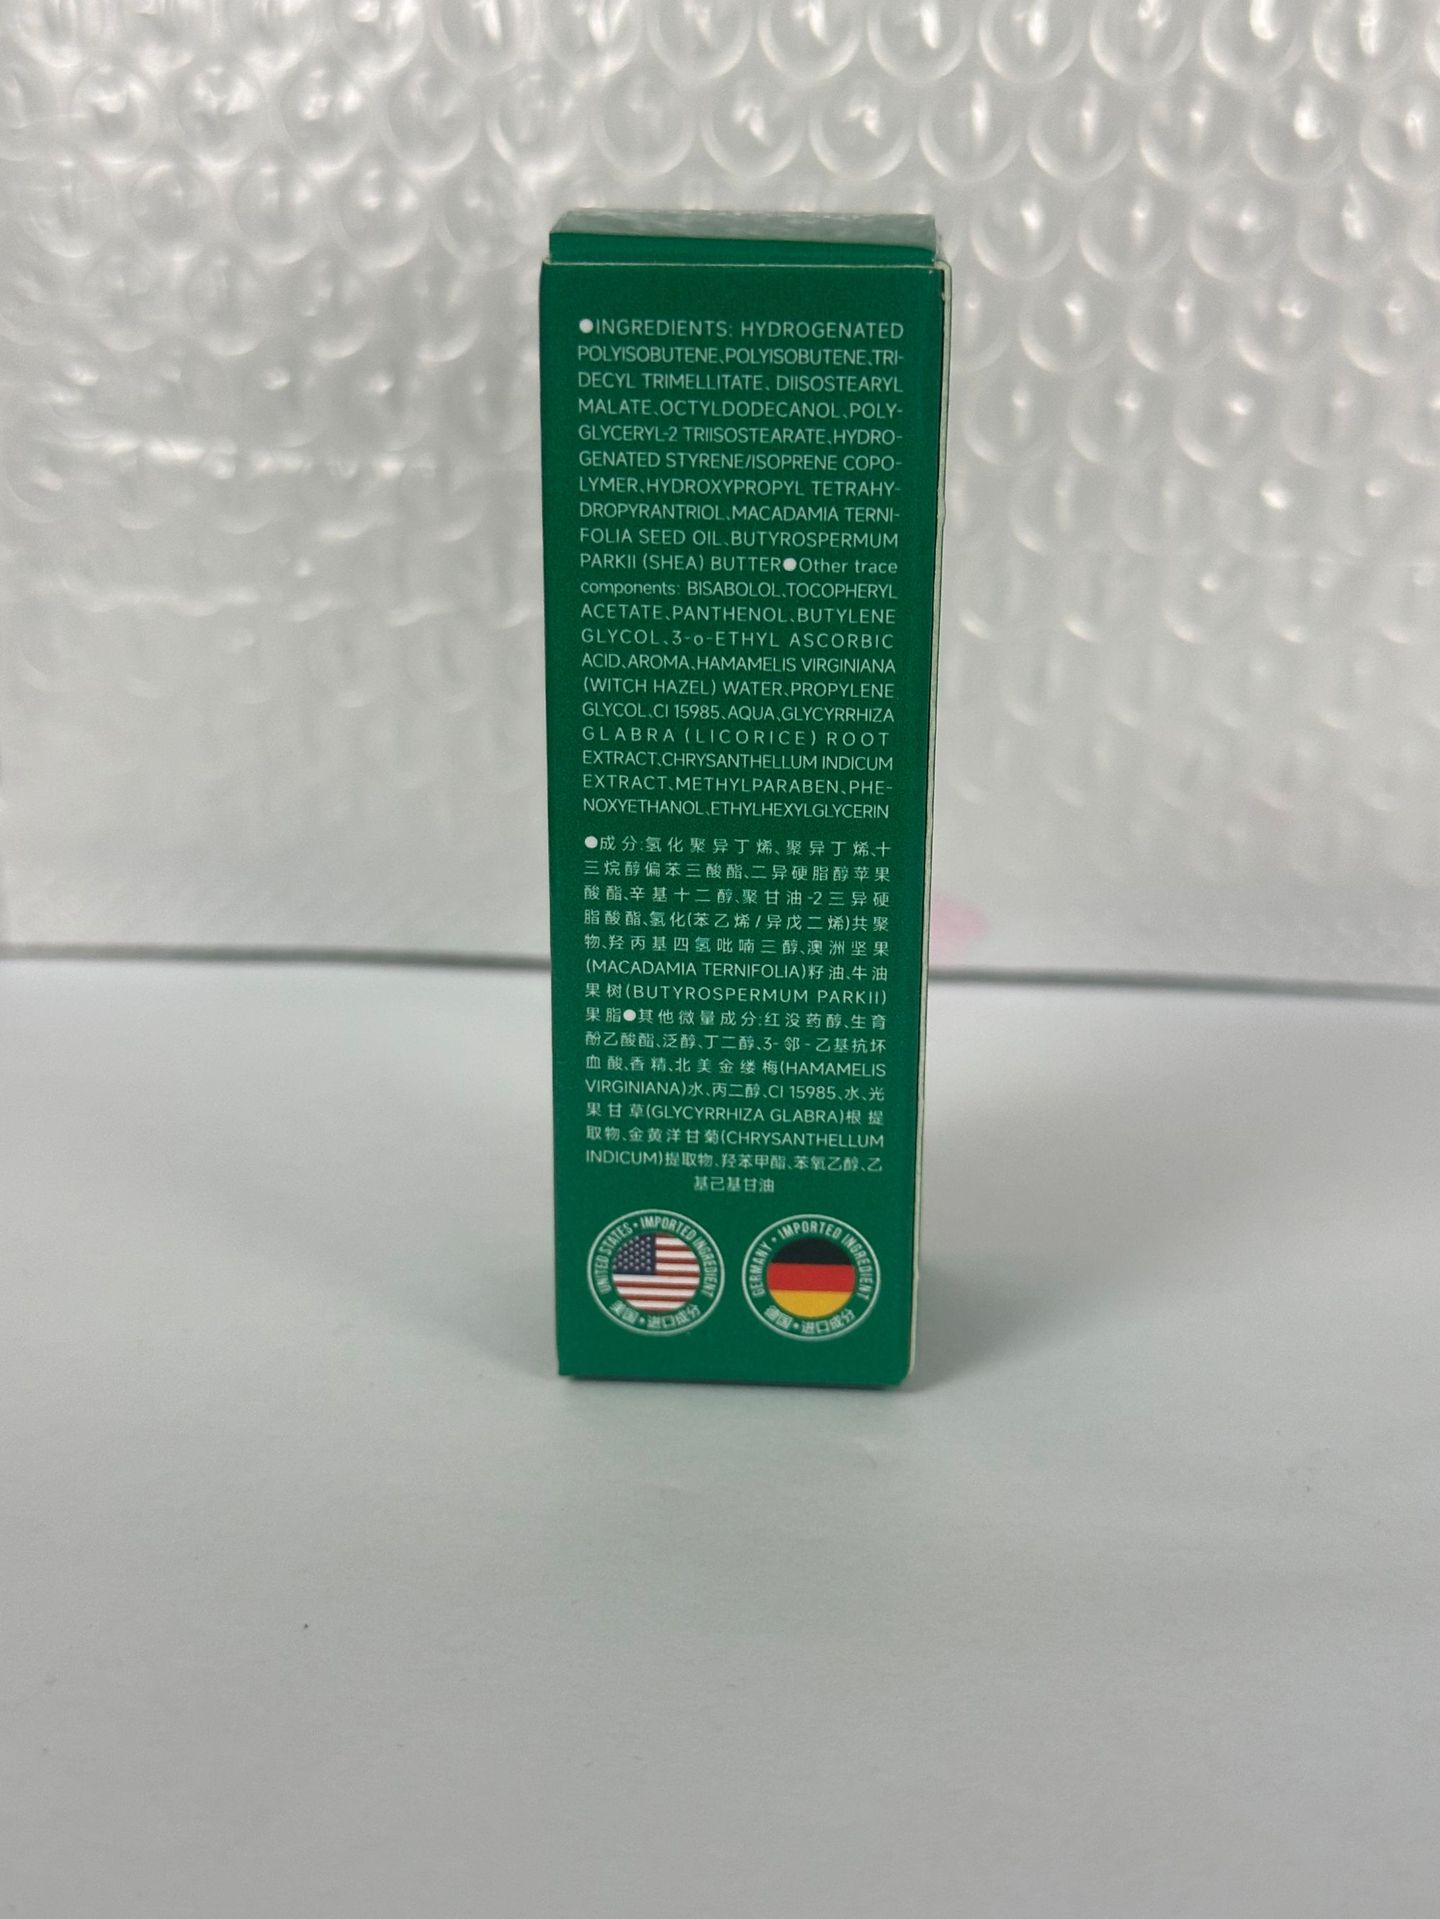 ●INGREDIENTS: HYDROGENATED
POLYISOBUTENE、POLYISOBUTENE、TRI-
DECYL TRIMELLITATE、DIISOSTEARYL
MALATE、OCTYLDODECANOL、POLY-
GLYCERYL-2 TRIISOSTEARATE、HYDRO-
GENATED STYRENE/ISOPRENE COPO-
LYMER、HYDROXYPROPYL TETRAHY-
DROPYRANTRIOL、MACADAMIA TERNI-
FOLIA SEED OIL、BUTYROSPERMUM
PARKII (SHEA) BUTTER●Other trace
components: BISABOLOL、TOCOPHERYL
ACETATE、PANTHENOL、BUTYLENE
GLYCOL、3-o-ETHYL ASCORBIC
ACID、AROMA、HAMAMELIS VIRGINIANA
(WITCH HAZEL) WATER、PROPYLENE
GLYCOL、CI 15985、AQUA、GLYCYRRHIZA
GLABRA (LICORICE) ROOT
EXTRACT、CHRYSANTHELLUM INDICUM
EXTRACT、METHYLPARABEN、PHE-
NOXYETHANOL、ETHYLHEXYLGLYCERIN
●成分:氢化聚异丁烯、聚异丁烯、十
三烷醇偏苯三酸酯、二异硬脂醇苹果
酸酯、辛基十二醇、聚甘油-2三异硬
脂酸酯、氢化(苯乙烯/异戊二烯)共聚
物、羟丙基四氢吡喃三醇、澳洲坚果
(MACADAMIA TERNIFOLIA)籽油、牛油
果树(BUTYROSPERMUM PARKII)
果脂●其他微量成分:红没药醇、生育
酚乙酸酯、泛醇、丁二醇、3-邻-乙基抗坏
血酸、香精、北美金缕梅(HAMAMELIS
VIRGINIANA)水、丙二醇、CI 15985、水、光
果甘草(GLYCYRRHIZA GLABRA)根提
取物、金黄洋甘菊(CHRYSANTHELLUM
INDICUM)提取物、羟苯甲酯、苯氧乙醇、乙
基己基甘油
UNITED STATES • IMPORTED INGREDIENT
美国 • 进口成分
GERMANY • IMPORTED INGREDIENT
德国 • 进口成分